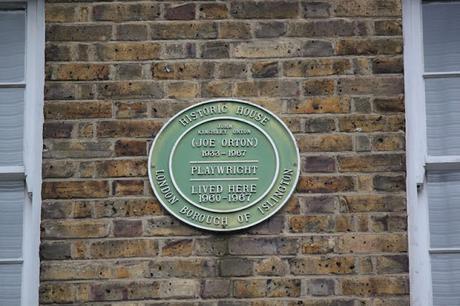 HISTORIC HOUSE
JOHN
KINGSLEY ORTON
(JOE ORTON)
1933-1967
PLAYWRIGHT
LIVED HERE
1960-1967
LONDON BOROUGH OF ISLINGTON